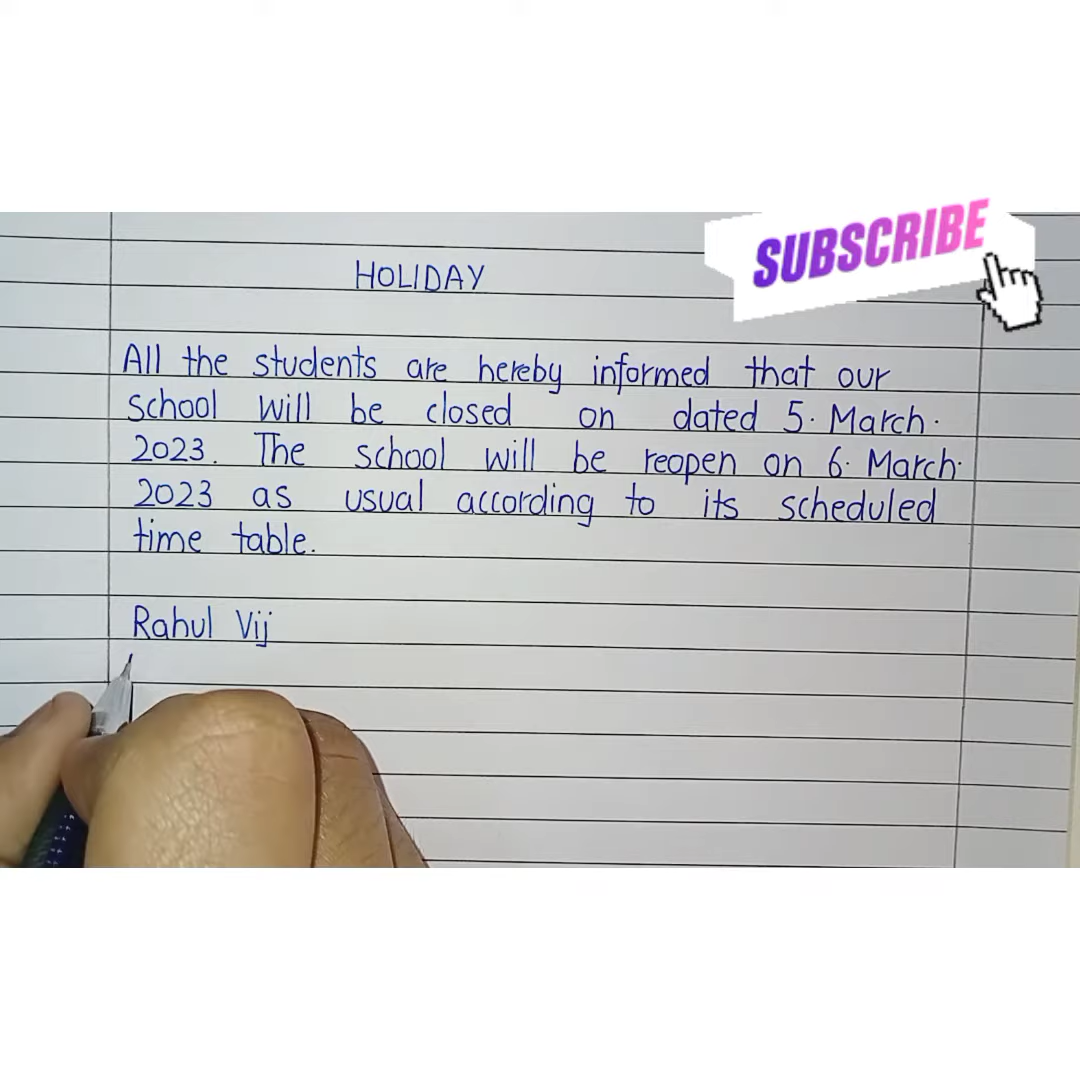 SUBSCRIBE
HOLIDAY
All the students are hereby informed that our
school will be closed on dated 5. March.
2023. The school will be reopen on 6. March.
2023 as usual according to its scheduled
time table.
Rahul Vij